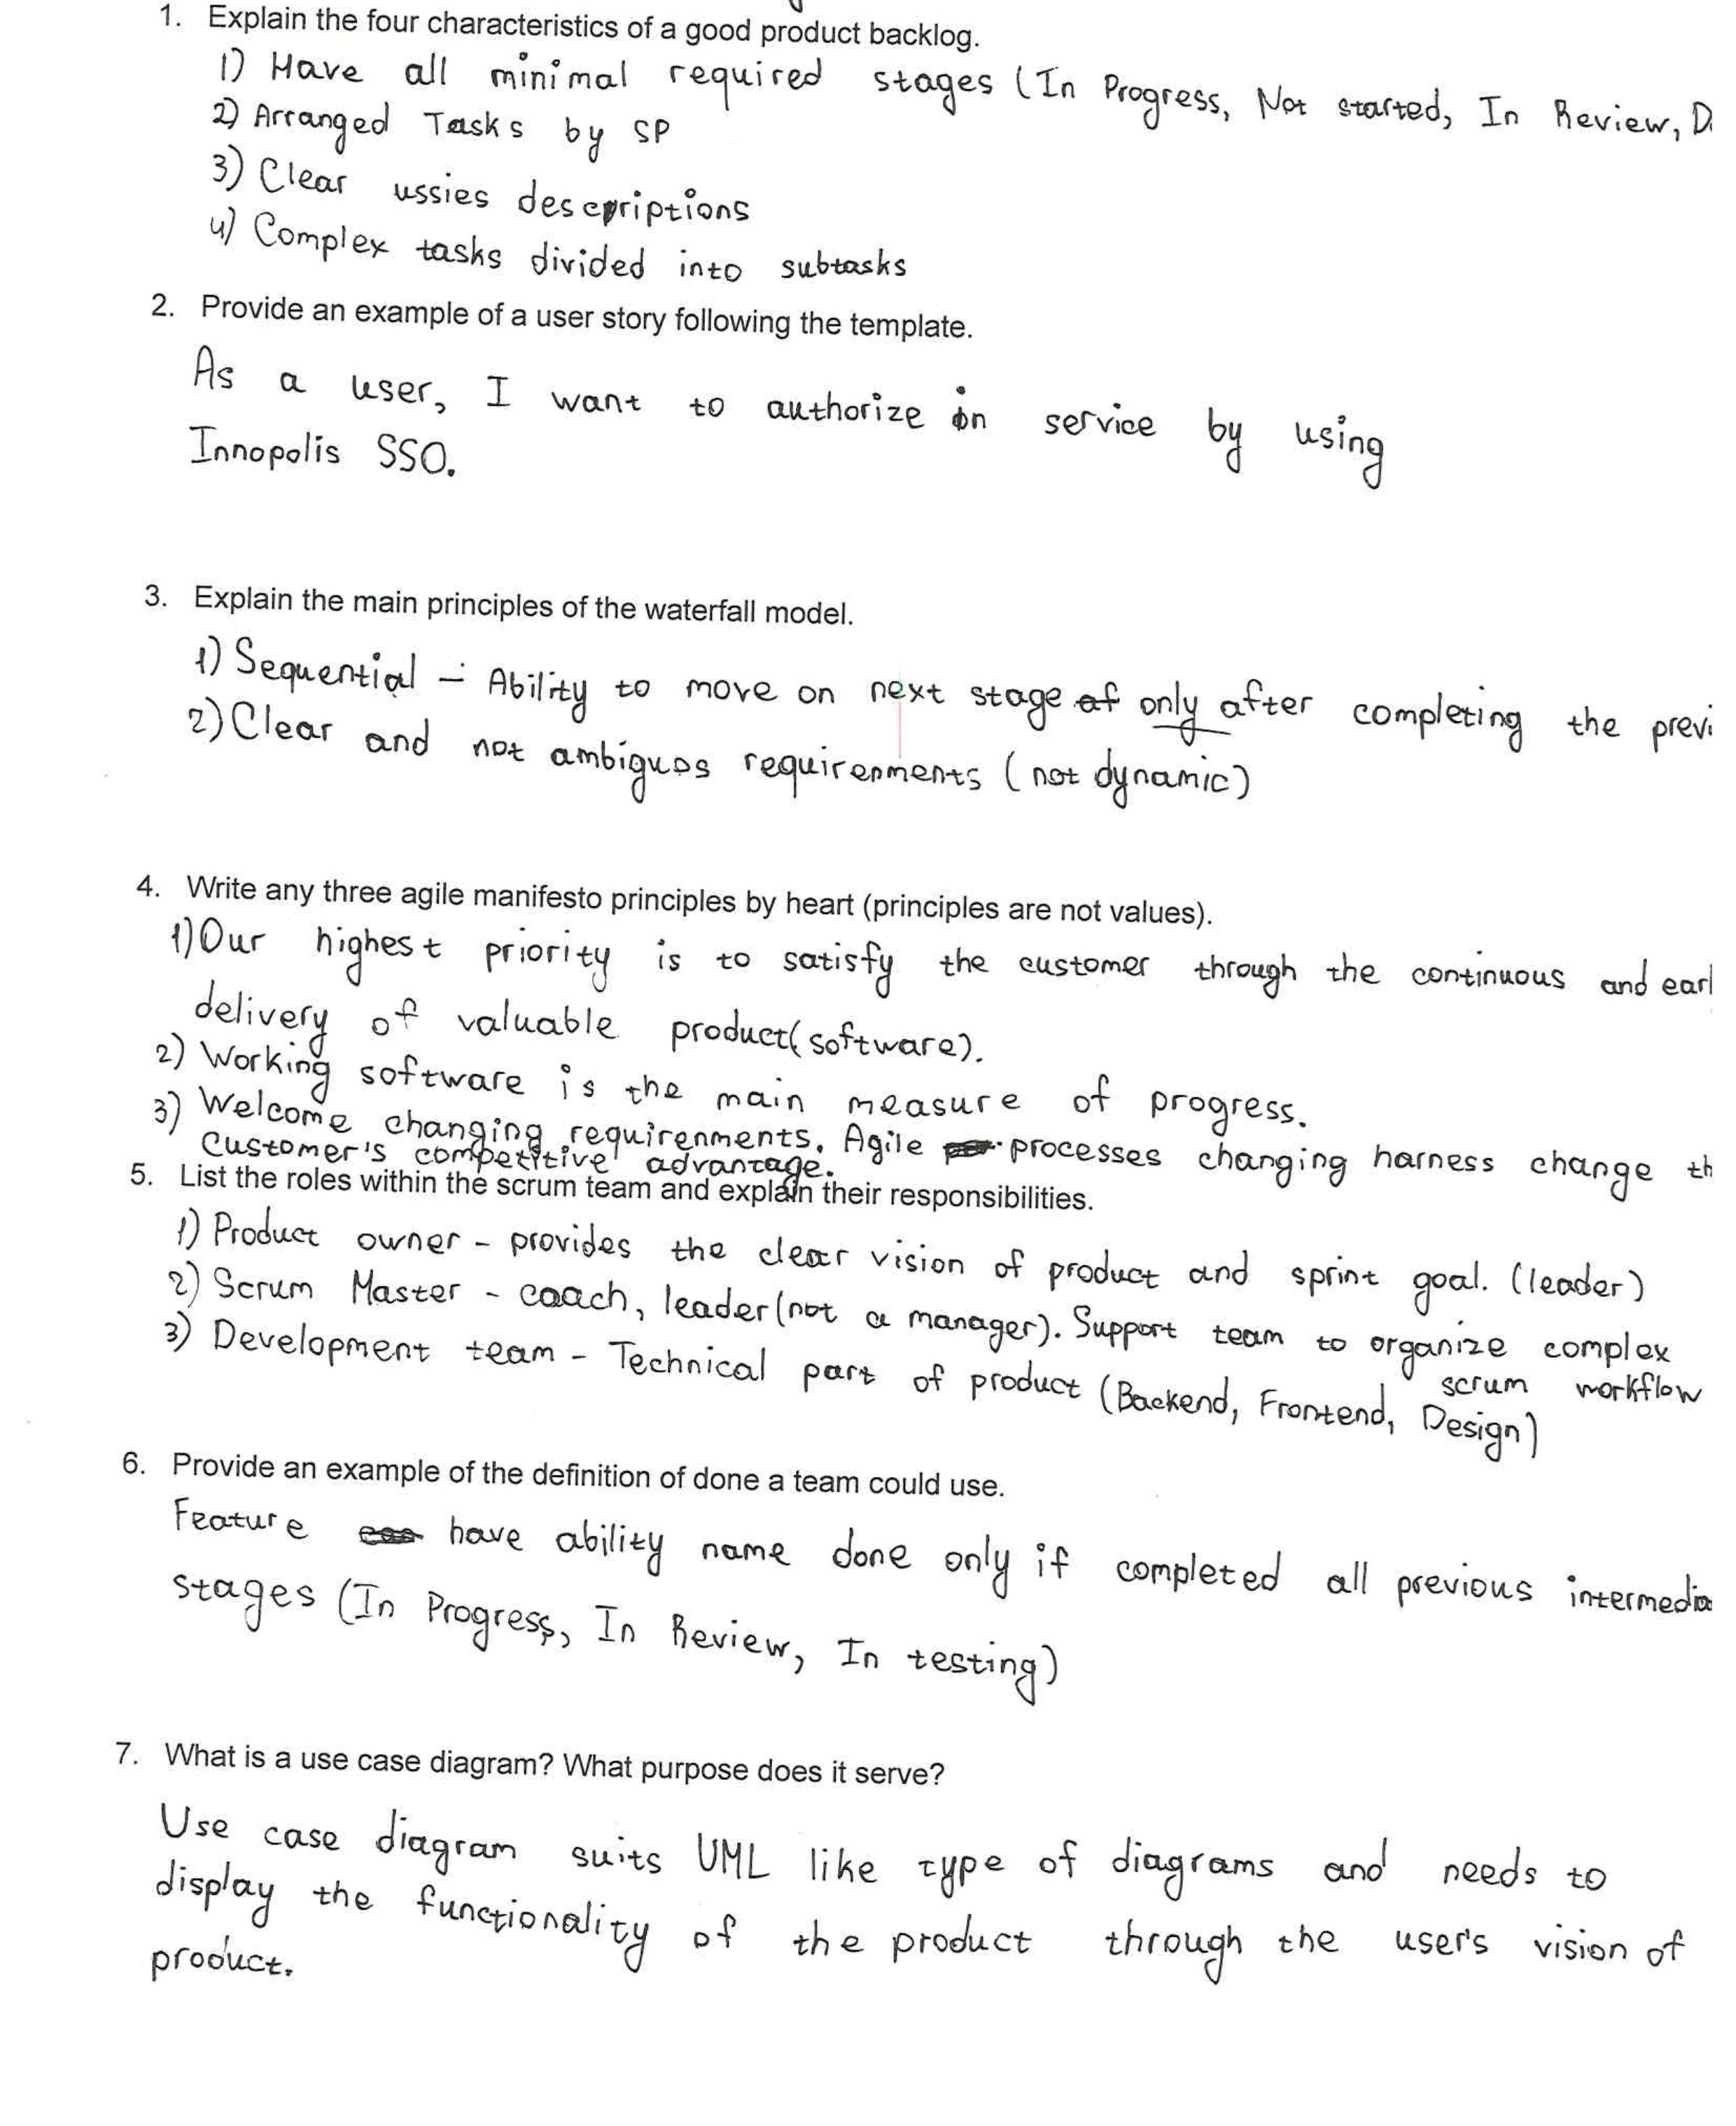 1. Explain the four characteristics of a good product backlog.
1) Have all minimal required stages (In Progress, Not started, In Review, D
2) Arranged Tasks by SP
3) Clear ussies descpriptions
4) Complex tasks divided into subtasks
2. Provide an example of a user story following the template.
As a user, I want to authorize in service by using
Innopolis SSO.
3. Explain the main principles of the waterfall model.
1) Sequential - Ability to move on next stage of only after completing the previ
2) Clear and not ambiguos requirenments (not dynamic)
4. Write any three agile manifesto principles by heart (principles are not values).
1) Our highest priority is to satisfy the customer through the continuous and earl
delivery of valuable product(software).
2) Working software is the main measure of progress.
3) Welcome changing requirenments. Agile processes changing harness change th
customer's competitive advantage.
5. List the roles within the scrum team and explain their responsibilities.
1) Product owner - provides the clear vision of product and sprint goal. (leader)
2) Scrum Master - coach, leader (not a manager). Support team to organize complex
scrum workflow
3) Development team - Technical part of product (Backend, Frontend, Design)
6. Provide an example of the definition of done a team could use.
Feature have ability name done only if completed all previous intermedia
stages (In Progress, In Review, In testing)
7. What is a use case diagram? What purpose does it serve?
Use case diagram suits UML like type of diagrams and needs to
display the functionality of the product through the user's vision of
product.